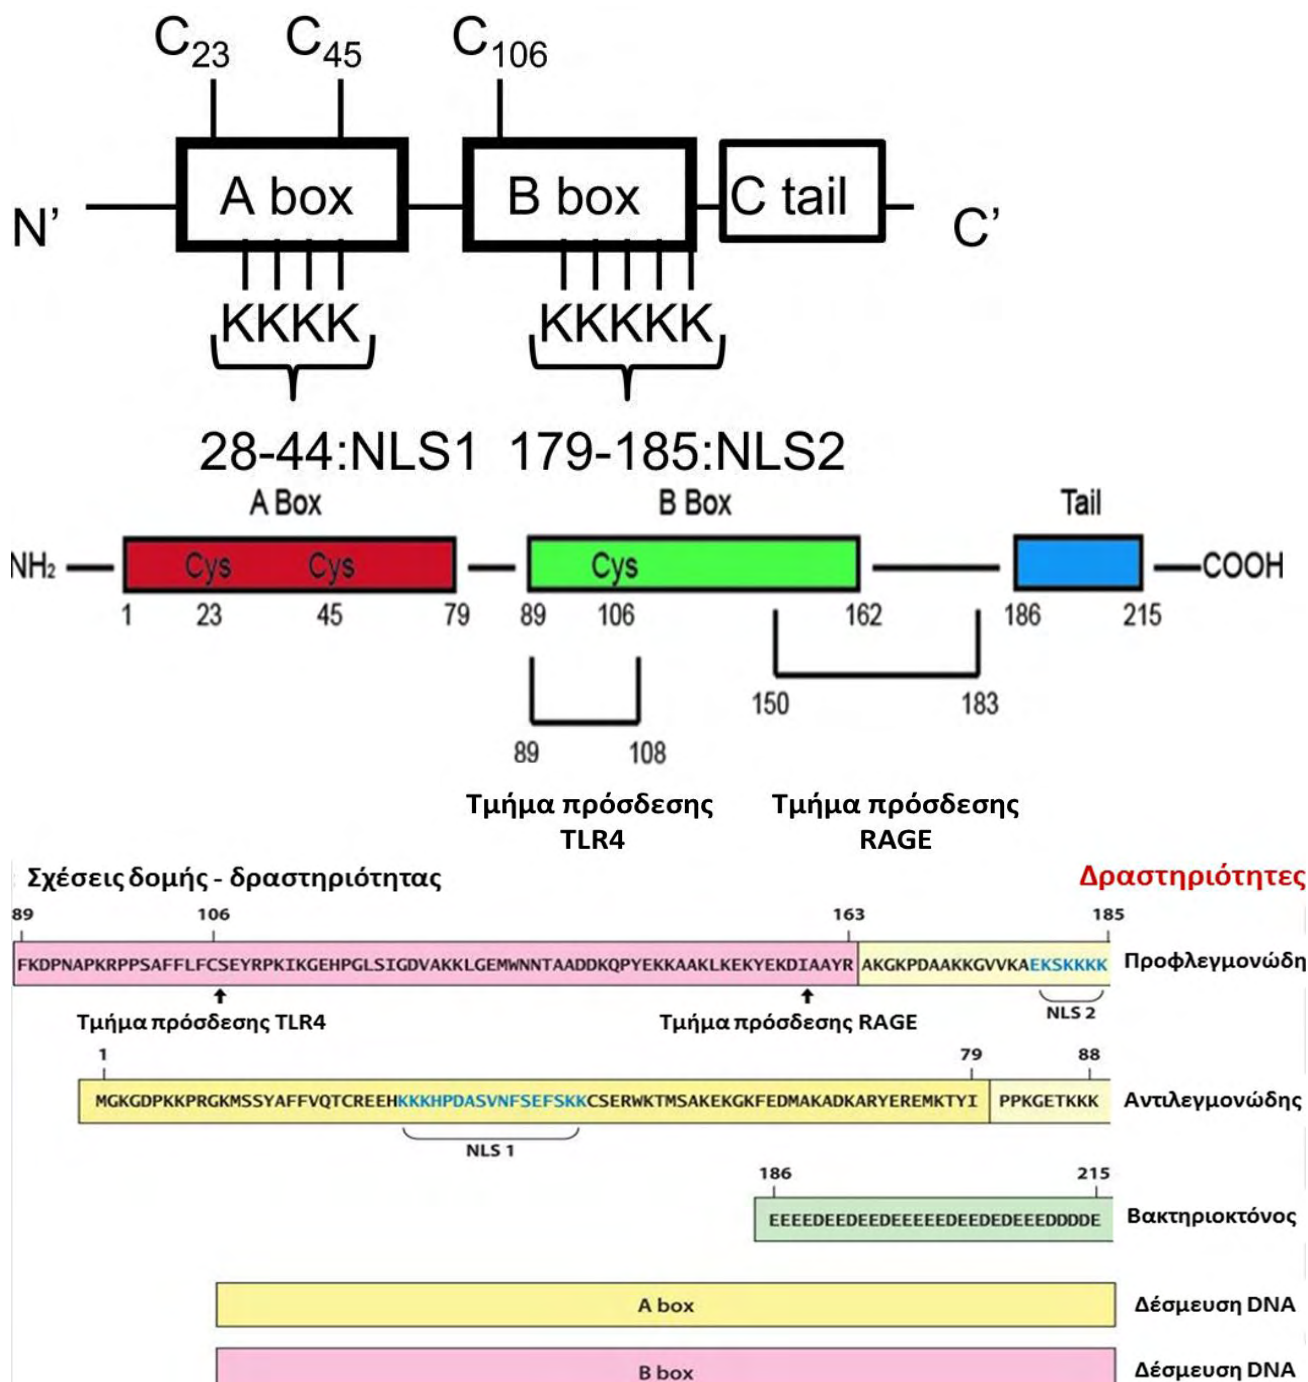 C23 C45 C106
N’ A box B box C tail C’
KKKK KKKKK
28-44:NLS1 179-185:NLS2
A Box B Box Tail
NH2 Cys Cys Cys COOH
1 23 45 79 89 106 162 186 215
150 183
89 108
Τμήμα πρόσδεσης Τμήμα πρόσδεσης
TLR4 RAGE
: Σχέσεις δομής - δραστηριότητας Δραστηριότητες
89 106 163 185
FKDPNAPKRPPSAFFLFCSEYRPKIKGEHPGLSIGDVAKKLGEMWNNTAADDKQPYEKKAAKLKEKYEKDIAAYR AKGKPDAAKKGVVKAEKSKKKK Προφλεγμονώδη
NLS 2
Τμήμα πρόσδεσης TLR4 Τμήμα πρόσδεσης RAGE
1 79 88
MGKGDPKKPRGKMSSYAFFVQTCREEHKKKHPDASVNFSEFSKKCSERWKTMSAKEKGKFEDMAKADKARYEREMKTYI PPKGETKKK Αντιλεγμονώδης
NLS 1
186 215
EEEEDEEDEEDEEEEEDEEDEDEEEDDDDE Βακτηριοκτόνος
A box Δέσμευση DNA
B box Δέσμευση DNA